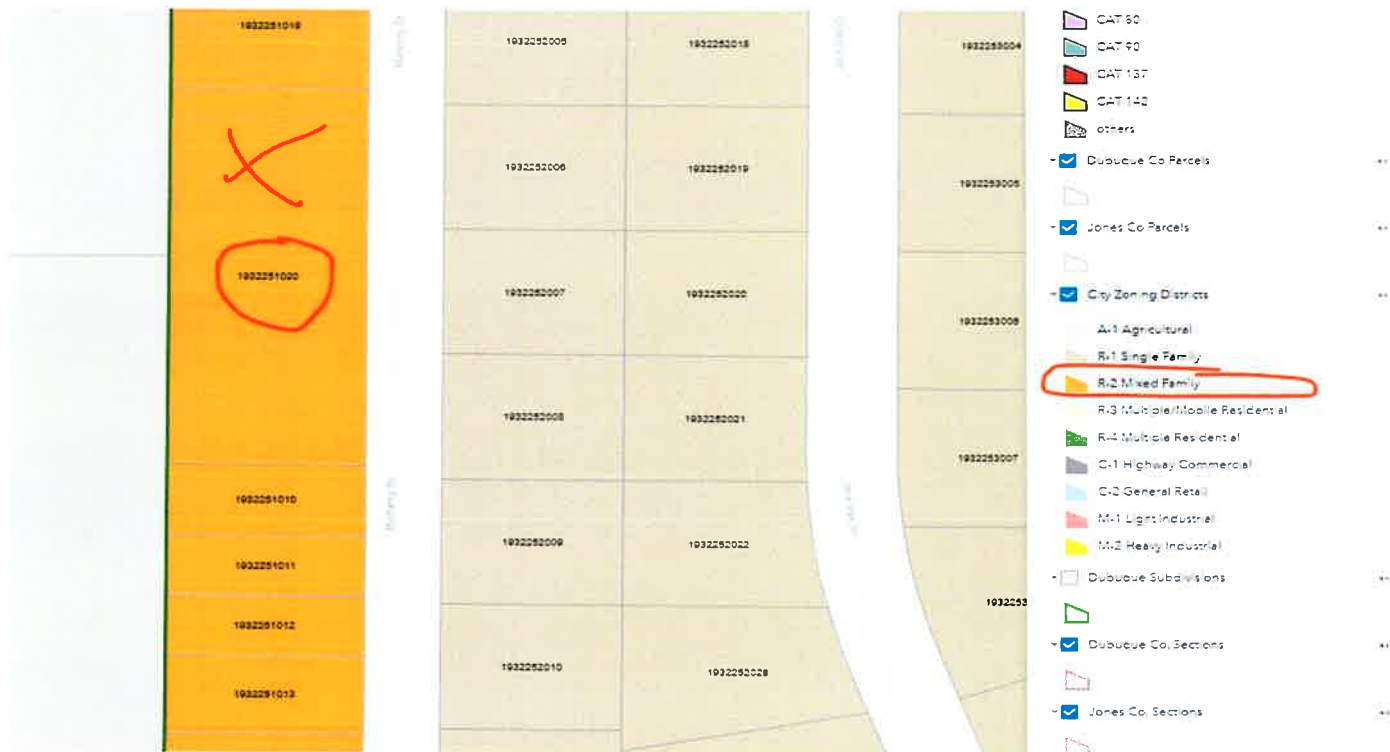 1932251019
1932251020
1932251010
1932251011
1932251012
1932251013
1932252005
1932252006
1932252007
1932252008
1932252009
1932252010
1932252018
1932252019
1932252020
1932252021
1932252022
1932252028
1932253004
1932253005
1932253006
1932253007
1932253
CAT 60
CAT 90
CAT 137
CAT 142
others
Dubuque Co Parcels
Jones Co Parcels
City Zoning Districts
A-1 Agricultural
R-1 Single Family
R-2 Mixed Family
R-3 Multiple/Mobile Residential
R-4 Multiple Residential
C-1 Highway Commercial
C-2 General Retail
M-1 Light Industrial
M-2 Heavy Industrial
Dubuque Subdivisions
Dubuque Co, Sections
Jones Co, Sections